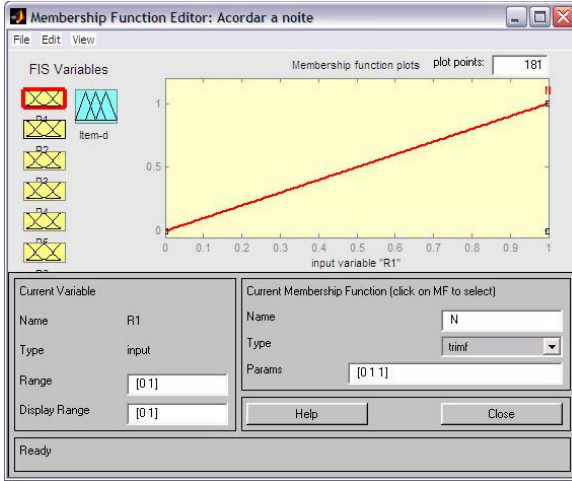 Membership Function Editor: Acordar a noite
File Edit View
FIS Variables
Membership function plots plot points: 181
R1
Item-d
R2
R3
R4
R5
N
1
0.5
0
0 0.1 0.2 0.3 0.4 0.5 0.6 0.7 0.8 0.9 1
input variable "R1"
Current Variable
Name R1
Type input
Range [0 1]
Display Range [0 1]
Current Membership Function (click on MF to select)
Name N
Type trimf
Params [0 1 1]
Help Close
Ready